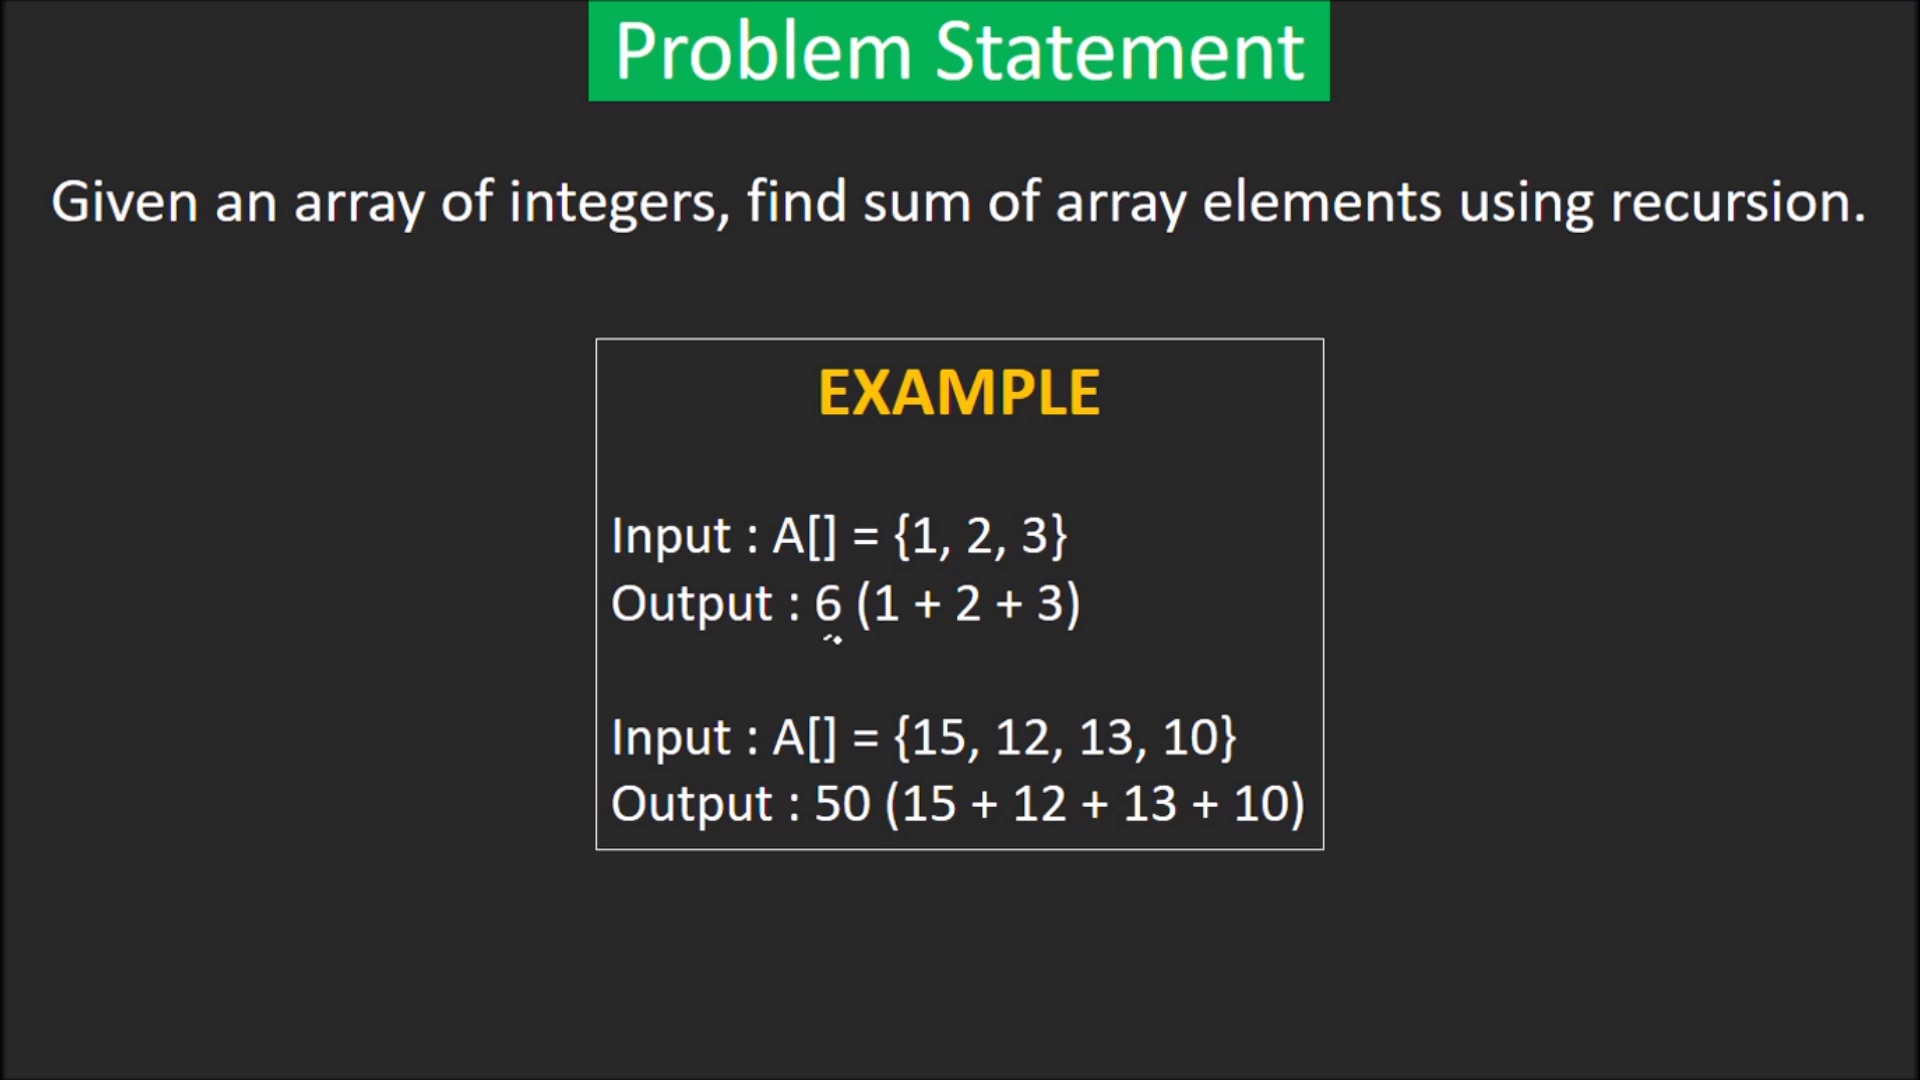 Problem Statement
Given an array of integers, find sum of array elements using recursion.
EXAMPLE
Input : A[] = {1, 2, 3}
Output : 6 (1 + 2 + 3)
Input : A[] = {15, 12, 13, 10}
Output : 50 (15 + 12 + 13 + 10)